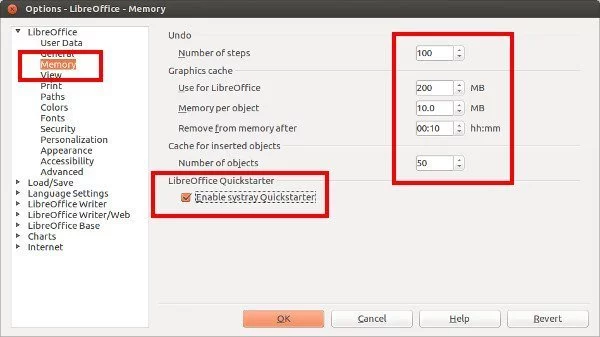 Options - LibreOffice - Memory
LibreOffice
User Data
General
Memory
View
Print
Paths
Colors
Fonts
Security
Personalization
Appearance
Accessibility
Advanced
Load/Save
Language Settings
LibreOffice Writer
LibreOffice Writer/Web
LibreOffice Base
Charts
Internet
Undo
Number of steps 100
Graphics cache
Use for LibreOffice 200 MB
Memory per object 10.0 MB
Remove from memory after 00:10 hh:mm
Cache for inserted objects
Number of objects 50
LibreOffice Quickstarter
Enable systray Quickstarter
OK Cancel Help Revert